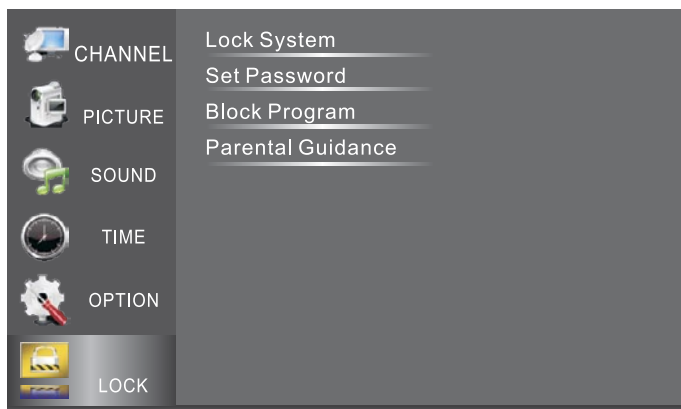 CHANNEL
PICTURE
SOUND
TIME
OPTION
LOCK
Lock System
Set Password
Block Program
Parental Guidance